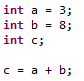 int a = 3;
int b = 8;
int c;

c = a + b;